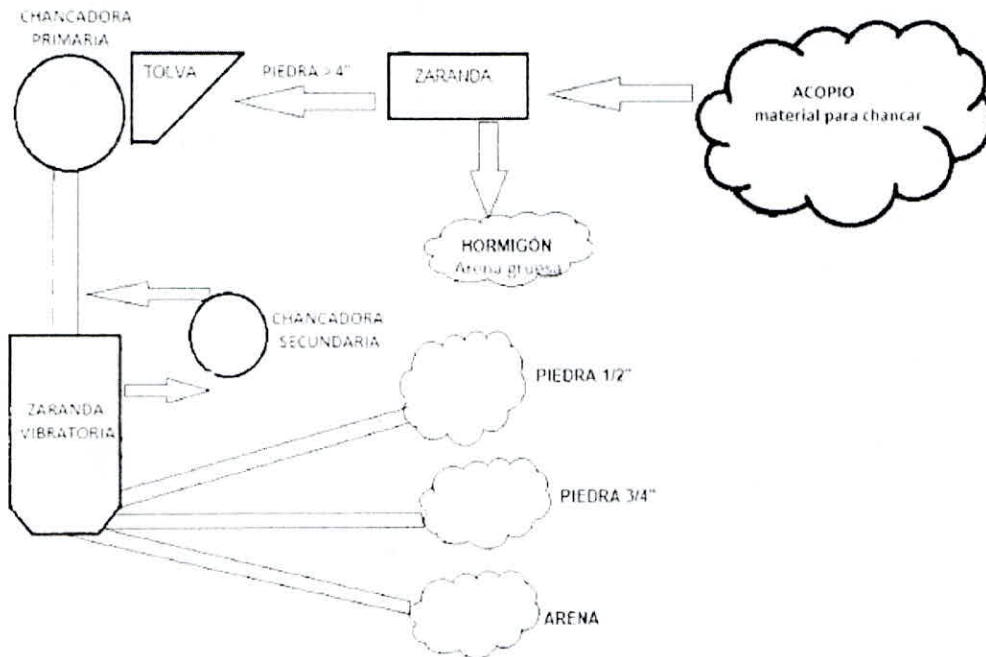 CHANCADORA
PRIMARIA
TOLVA
PIEDRA > 4"
ZARANDA
ACOPIO
material para chancar
HORMIGÓN
Arena gruesa
CHANCADORA
SECUNDARIA
ZARANDA
VIBRATORIA
PIEDRA 1/2"
PIEDRA 3/4"
ARENA